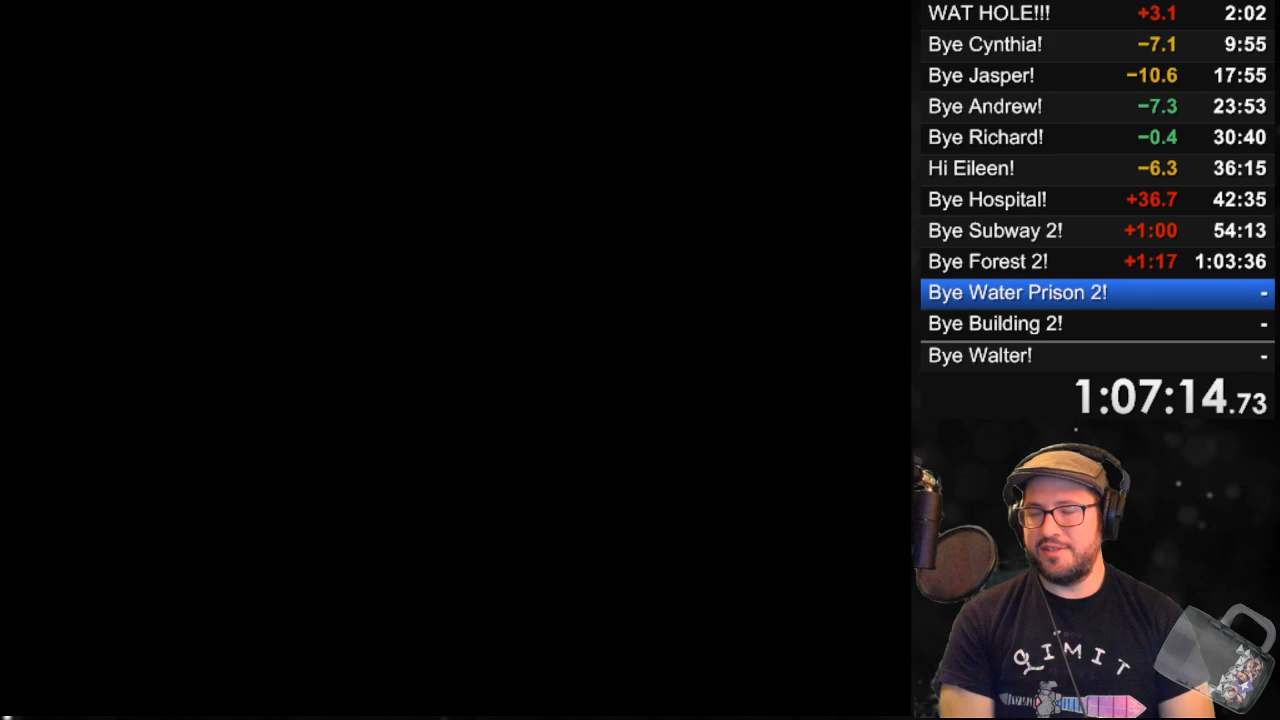 WAT HOLE!!! +3.1 2:02
Bye Cynthia! −7.1 9:55
Bye Jasper! −10.6 17:55
Bye Andrew! −7.3 23:53
Bye Richard! −0.4 30:40
Hi Eileen! −6.3 36:15
Bye Hospital! +36.7 42:35
Bye Subway 2! +1:00 54:13
Bye Forest 2! +1:17 1:03:36
Bye Water Prison 2! -
Bye Building 2! -
Bye Walter! -
1:07:14.73
LIMIT